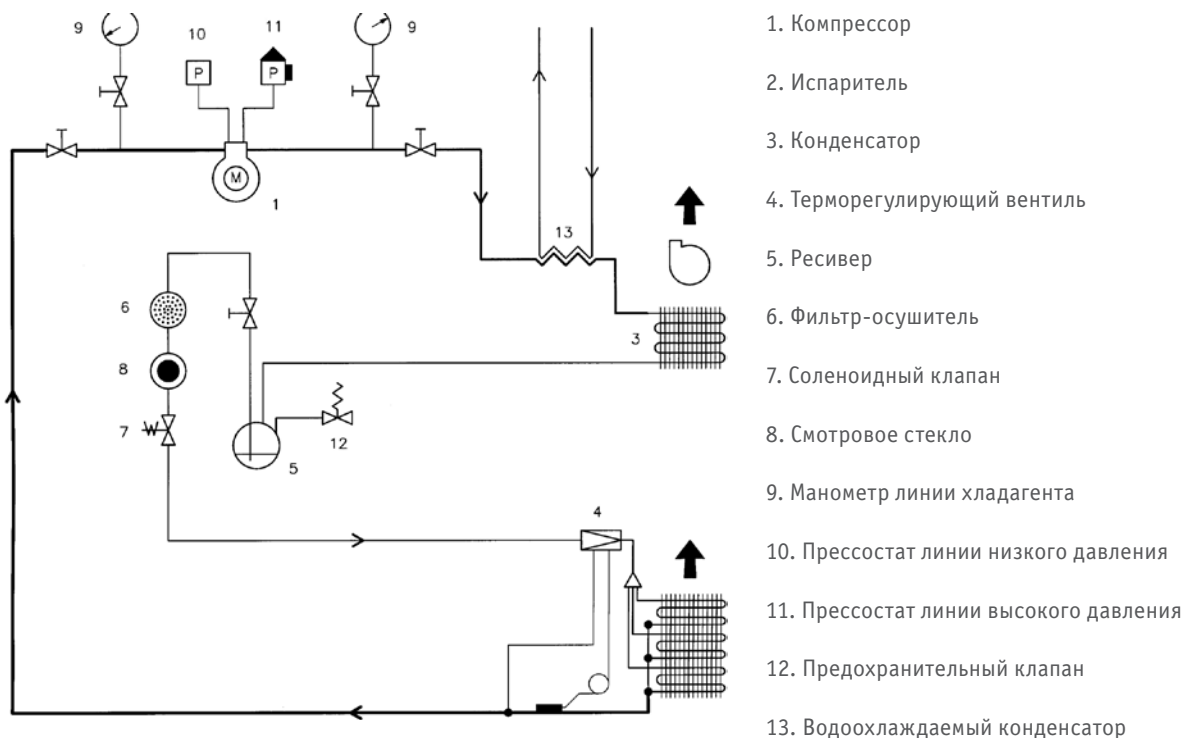 9
10
11
9
P
P
M
1
13
6
3
8
7
12
5
4
1. Компрессор
2. Испаритель
3. Конденсатор
4. Терморегулирующий вентиль
5. Ресивер
6. Фильтр-осушитель
7. Соленоидный клапан
8. Смотровое стекло
9. Манометр линии хладагента
10. Прессостат линии низкого давления
11. Прессостат линии высокого давления
12. Предохранительный клапан
13. Водоохлаждаемый конденсатор